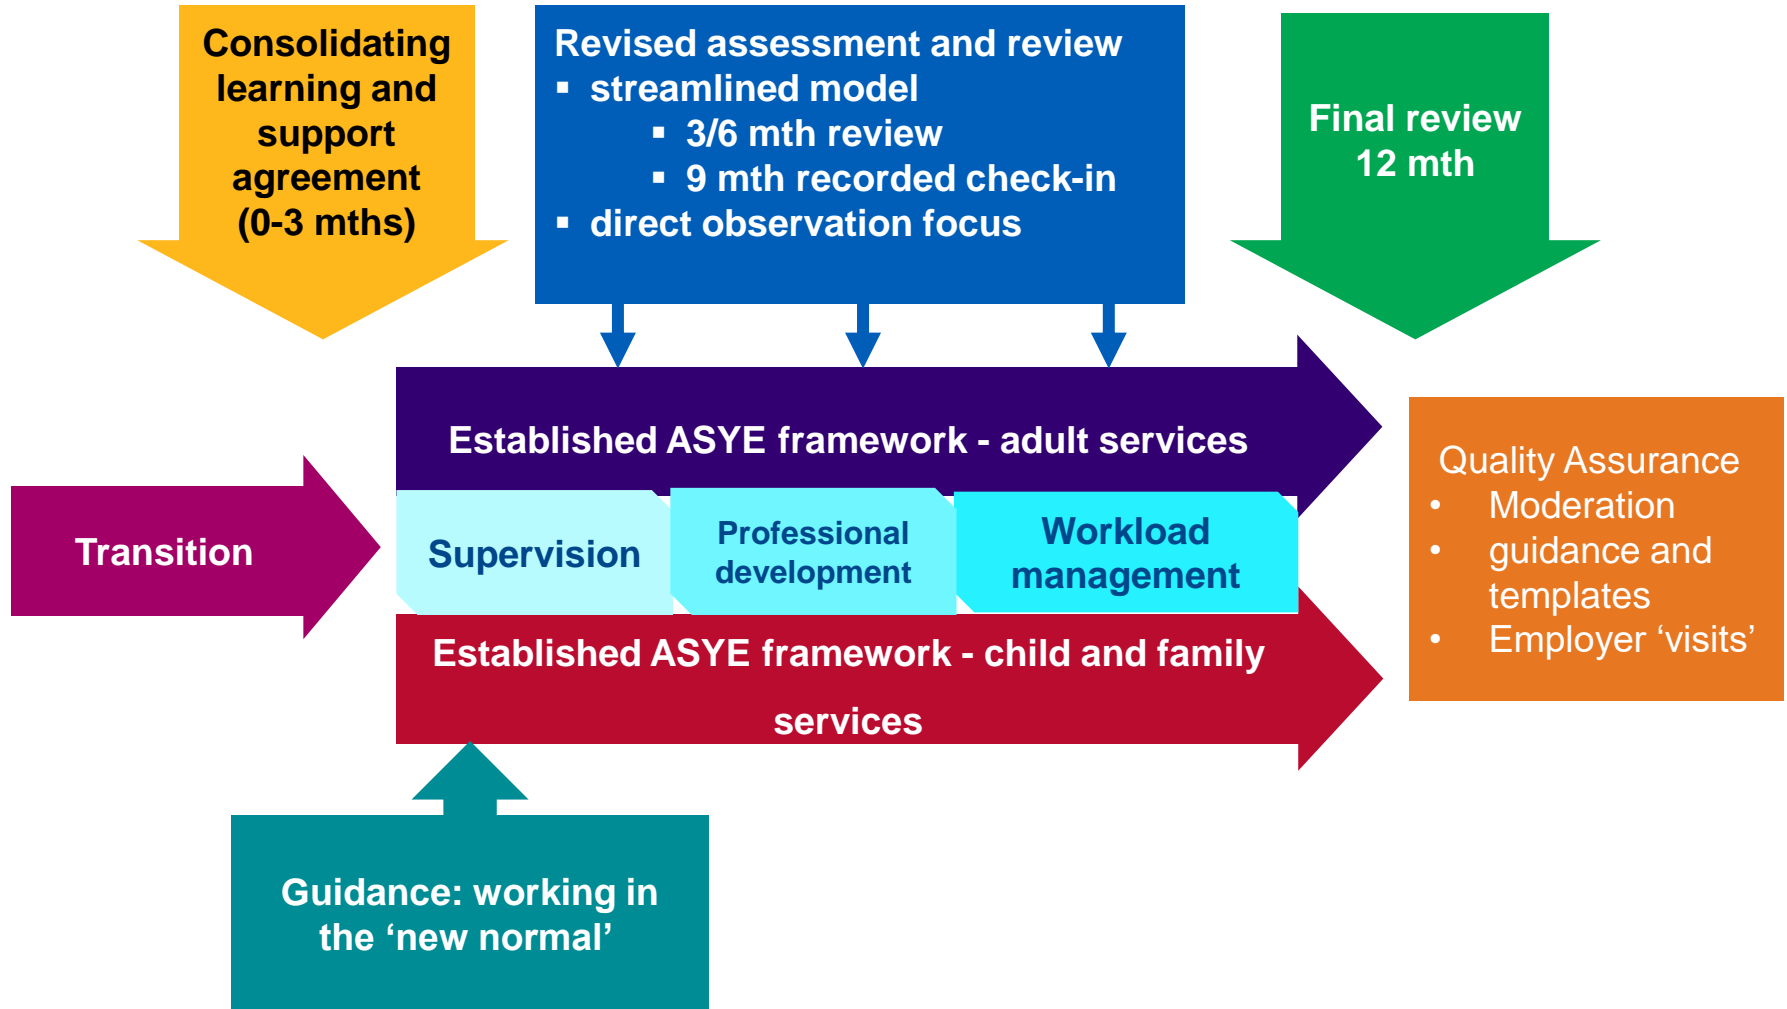 Consolidating
learning and
support
agreement
(0-3 mths)
Revised assessment and review
▪ streamlined model
▪ 3/6 mth review
▪ 9 mth recorded check-in
▪ direct observation focus
Final review
12 mth
Established ASYE framework - adult services
Transition
Supervision
Professional
development
Workload
management
Established ASYE framework - child and family
services
Quality Assurance
• Moderation
• guidance and
templates
• Employer ‘visits’
Guidance: working in
the ‘new normal’